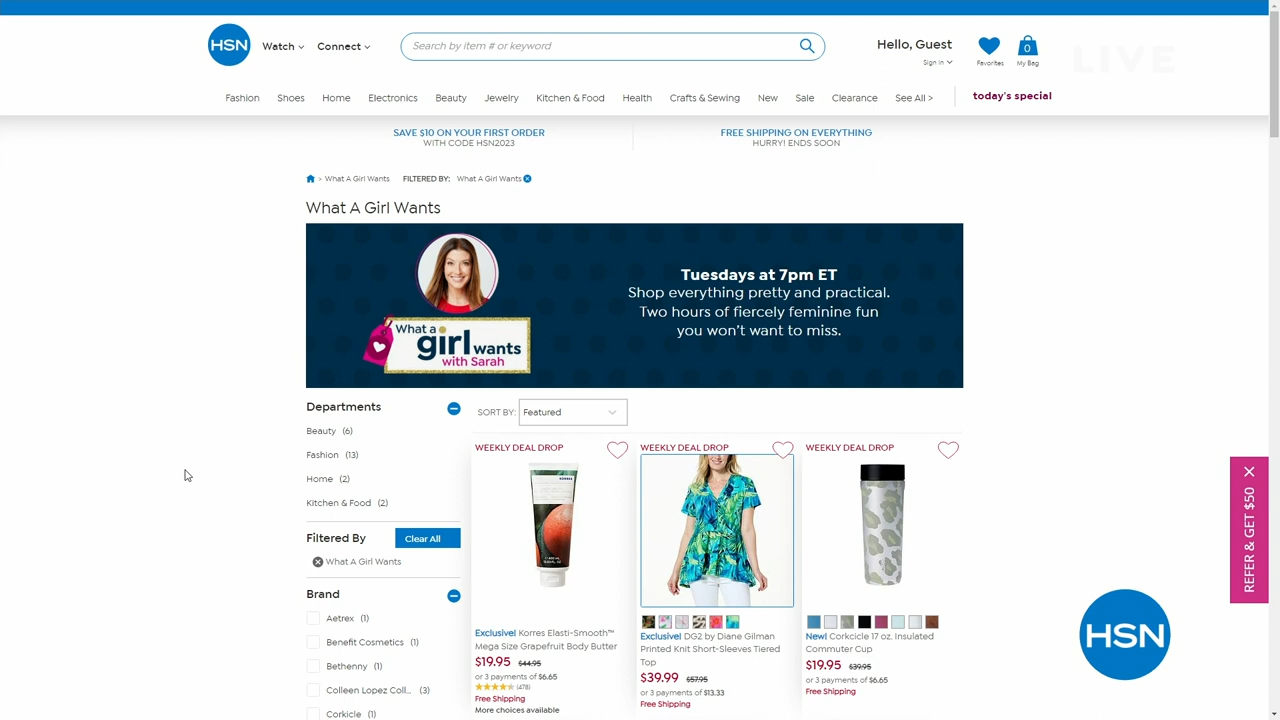 HSN
Watch
Connect
Search by item # or keyword
Hello, Guest
Sign In
Favorites
0
My Bag
LIVE
Fashion
Shoes
Home
Electronics
Beauty
Jewelry
Kitchen & Food
Health
Crafts & Sewing
New
Sale
Clearance
See All >
today's special
SAVE $10 ON YOUR FIRST ORDER
WITH CODE HSN2023
FREE SHIPPING ON EVERYTHING
HURRY! ENDS SOON
> What A Girl Wants
FILTERED BY:
What A Girl Wants
What A Girl Wants
What a
girl wants
with Sarah
Tuesdays at 7pm ET
Shop everything pretty and practical.
Two hours of fiercely feminine fun
you won't want to miss.
Departments
Beauty (6)
Fashion (13)
Home (2)
Kitchen & Food (2)
Filtered By
Clear All
What A Girl Wants
Brand
Aetrex (1)
Benefit Cosmetics (1)
Bethenny (1)
Colleen Lopez Coll... (3)
Corkicle (1)
SORT BY:
Featured
WEEKLY DEAL DROP
KORRES
Exclusive! Korres Elasti-Smooth™
Mega Size Grapefruit Body Butter
$19.95 $44.95
or 3 payments of $6.65
(478)
Free Shipping
More choices available
WEEKLY DEAL DROP
Exclusive! DG2 by Diane Gilman
Printed Knit Short-Sleeves Tiered
Top
$39.99 $57.95
or 3 payments of $13.33
Free Shipping
WEEKLY DEAL DROP
New! Corkcicle 17 oz. Insulated
Commuter Cup
$19.95 $39.95
or 3 payments of $6.65
Free Shipping
REFER & GET $50
HSN